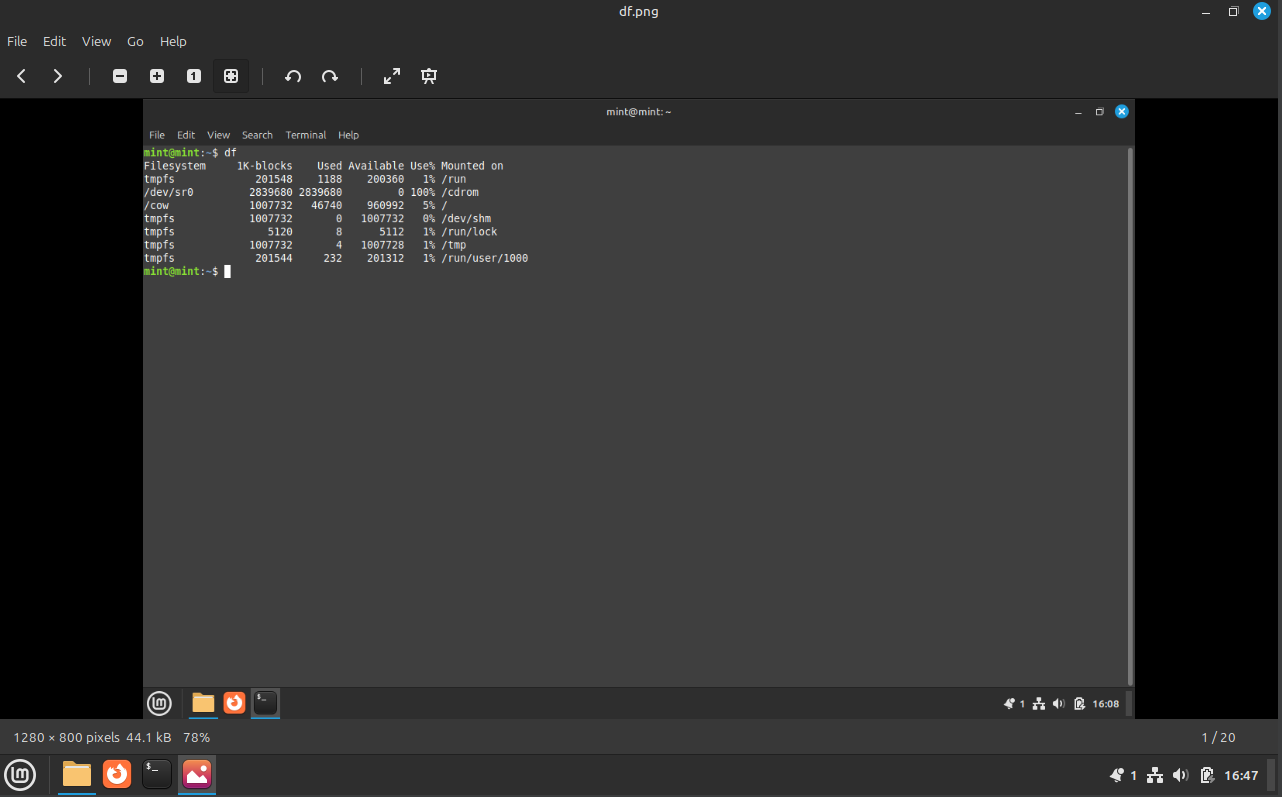 df.png
File Edit View Go Help
1
mint@mint: ~
File Edit View Search Terminal Help
mint@mint:~$ df
Filesystem     1K-blocks    Used Available Use% Mounted on
tmpfs             201548    1188    200360   1% /run
/dev/sr0         2839680 2839680         0 100% /cdrom
/cow             1007732   46740    960992   5% /
tmpfs            1007732       0   1007732   0% /dev/shm
tmpfs               5120       8      5112   1% /run/lock
tmpfs            1007732       4   1007728   1% /tmp
tmpfs             201544     232    201312   1% /run/user/1000
mint@mint:~$
$_ 1 16:08
1280 × 800 pixels 44.1 kB 78% 1 / 20
$_ 1 16:47